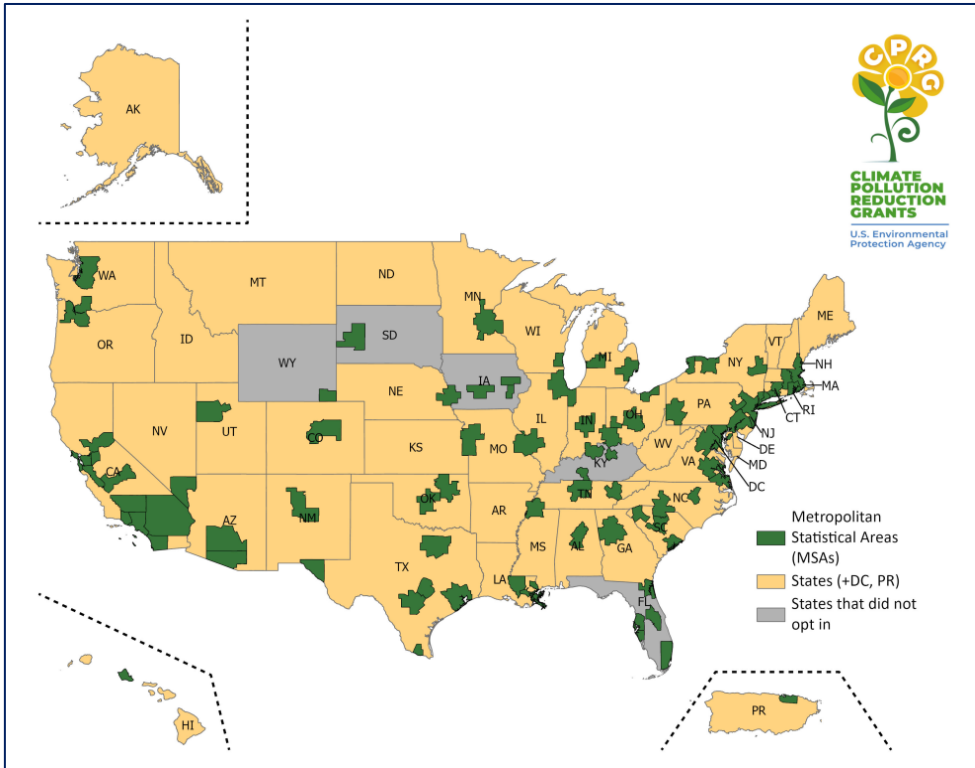 AK
CPRG
CLIMATE
POLLUTION
REDUCTION
GRANTS
U.S. Environmental
Protection Agency
WA
MT
ND
MN
ME
OR
ID
SD
WI
MI
VT
NY
NH
WY
IA
MA
NE
PA
RI
CT
NV
UT
CO
IL
IN
OH
NJ
CA
KS
MO
WV
DE
KY
VA
MD
DC
AZ
NM
OK
AR
TN
NC
SC
MS
AL
GA
TX
LA
FL
Metropolitan
Statistical Areas
(MSAs)
States (+DC, PR)
States that did not
opt in
HI
PR